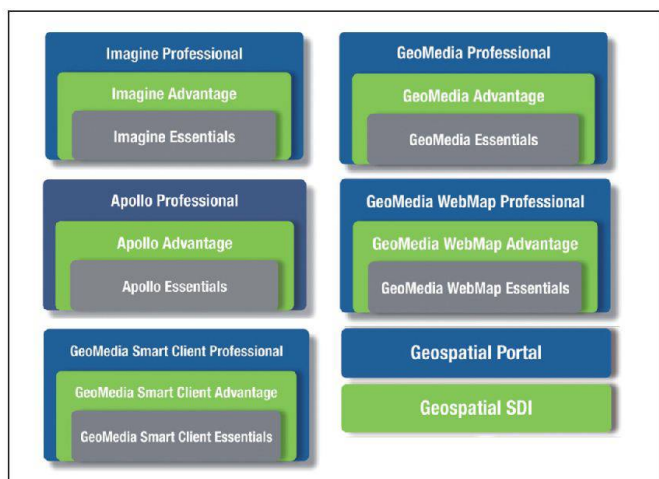 Imagine Professional
Imagine Advantage
Imagine Essentials
GeoMedia Professional
GeoMedia Advantage
GeoMedia Essentials
Apollo Professional
Apollo Advantage
Apollo Essentials
GeoMedia WebMap Professional
GeoMedia WebMap Advantage
GeoMedia WebMap Essentials
GeoMedia Smart Client Professional
GeoMedia Smart Client Advantage
GeoMedia Smart Client Essentials
Geospatial Portal
Geospatial SDI